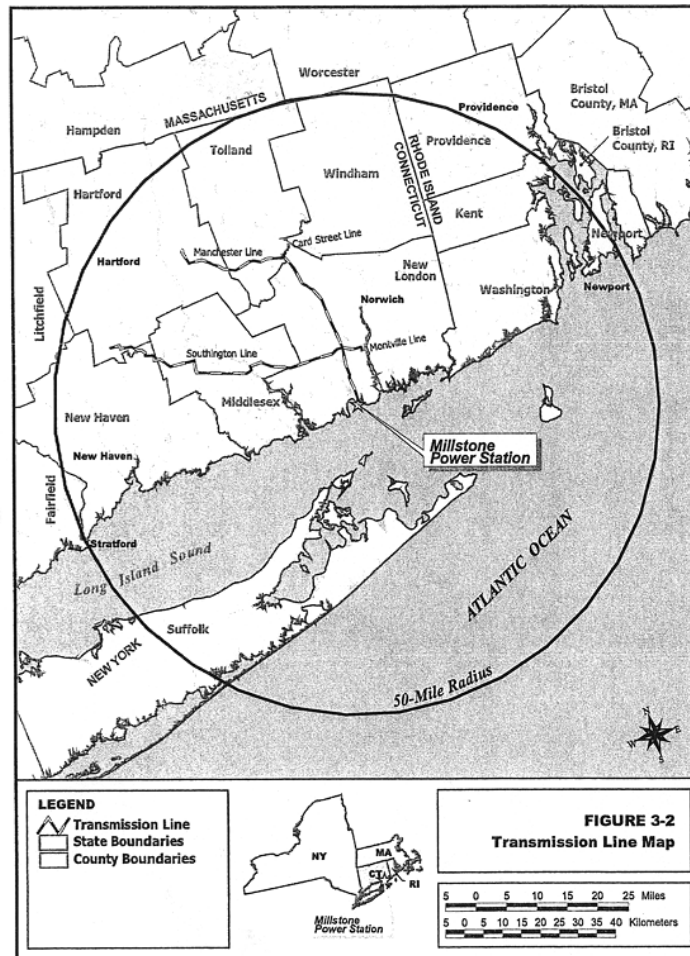 Worcester
MASSACHUSETTS
Hampden
Tolland
Hartford
Windham
Providence
Providence
RHODE ISLAND
CONNECTICUT
Kent
Bristol
County, MA
Bristol
County, RI
Newport
Newport
Card Street Line
Manchester Line
Hartford
New
London
Norwich
Washington
Litchfield
Southington Line
Montville Line
Middlesex
New Haven
New Haven
Millstone
Power Station
Fairfield
Stratford
Long Island Sound
ATLANTIC OCEAN
Suffolk
NEW YORK
50-Mile Radius
N
W
E
S
LEGEND
Transmission Line
State Boundaries
County Boundaries
NY
MA
CT
RI
Millstone
Power Station
FIGURE 3-2
Transmission Line Map
5 0 5 10 15 20 25 Miles
5 0 5 10 15 20 25 30 35 40 Kilometers